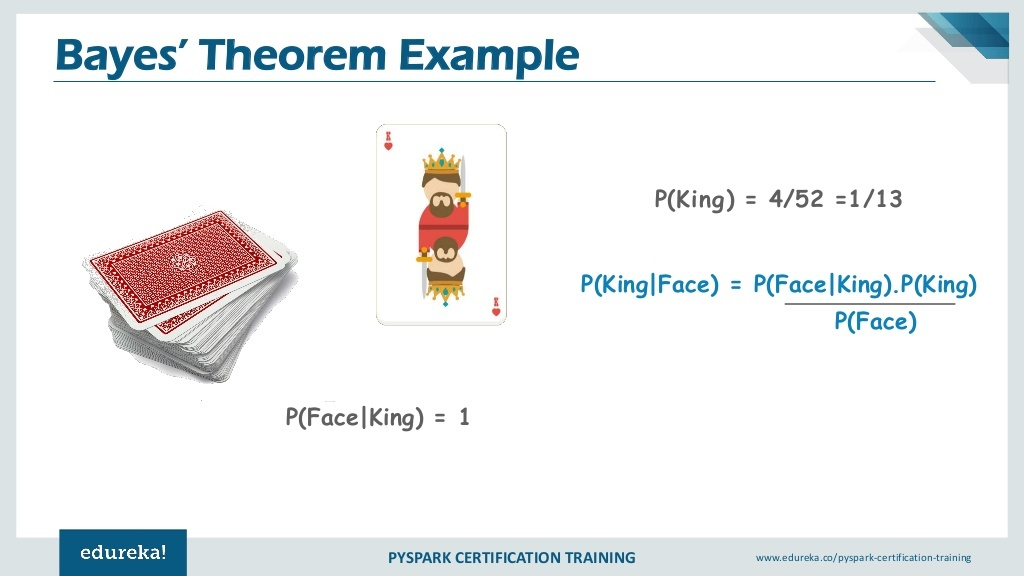 Bayes’ Theorem Example
K
P(King) = 4/52 =1/13
P(King|Face) = P(Face|King).P(King)
P(Face)
K
P(Face|King) = 1
edureka!
PYSPARK CERTIFICATION TRAINING
www.edureka.co/pyspark-certification-training